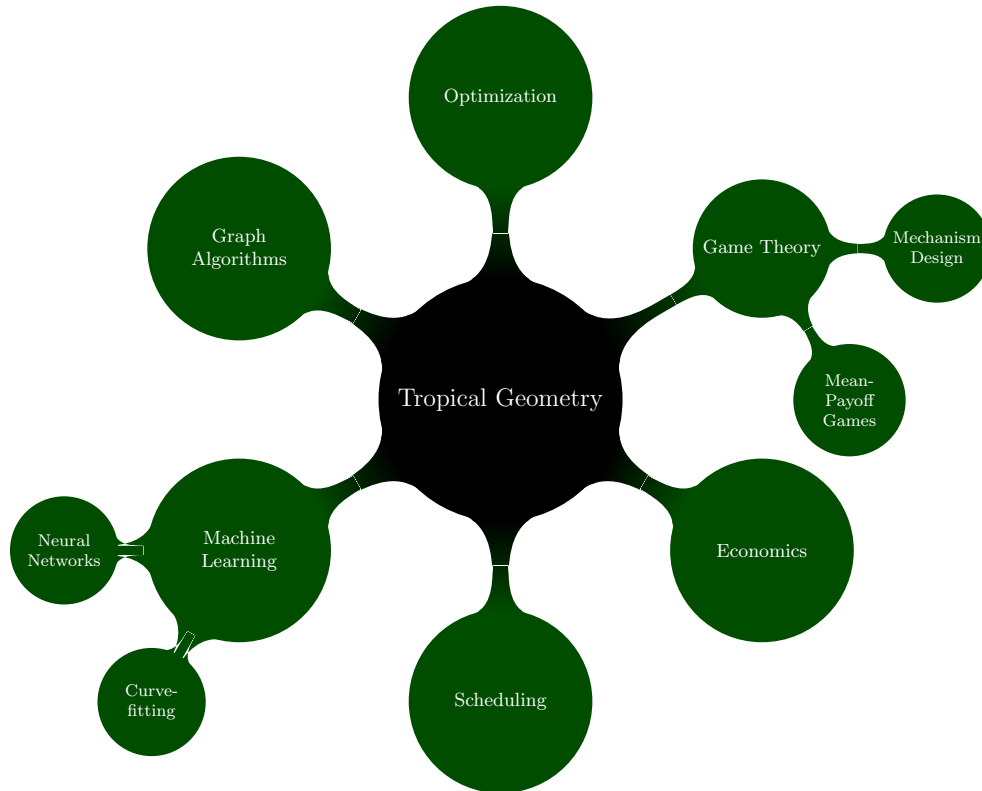 Optimization
Graph
Algorithms
Game Theory
Mechanism
Design
Tropical Geometry
Mean-
Payoff
Games
Neural
Networks
Machine
Learning
Economics
Curve-
fitting
Scheduling